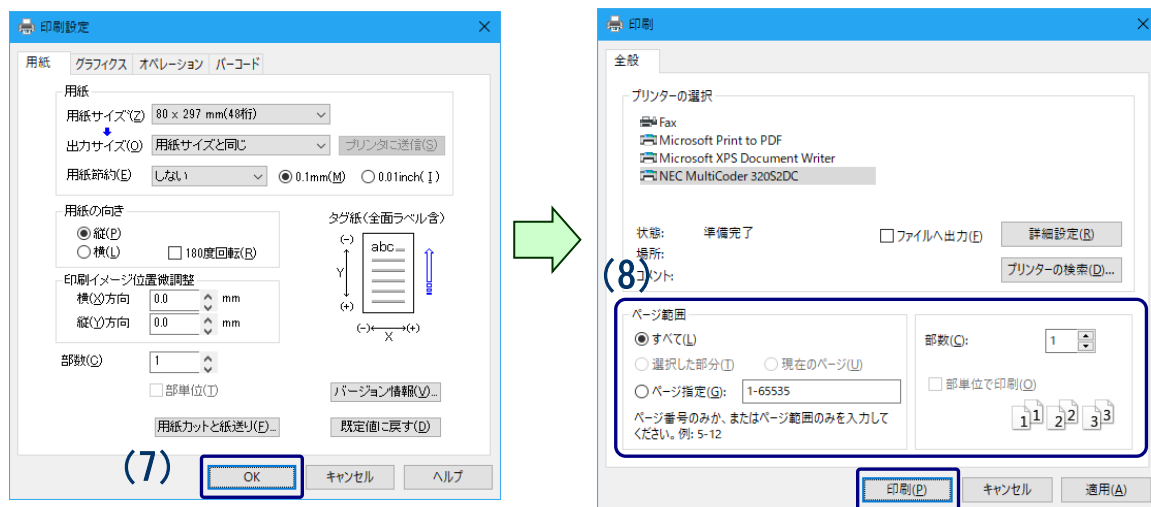 印刷設定
用紙 グラフィクス オペレーション バーコード
用紙
用紙サイズ(Z) 80 x 297 mm(48桁)
出力サイズ(O) 用紙サイズと同じ プリンタに送信(S)
用紙節約(E) しない 0.1mm(M) 0.01inch(I)
用紙の向き
縦(P)
横(L) 180度回転(R)
タグ紙(全面ラベル含)
(-)
abc
Y
(+)
(-) (+)
X
印刷イメージ位置微調整
横(X)方向 0.0 mm
縦(Y)方向 0.0 mm
部数(C) 1
部単位(T) バージョン情報(V)...
用紙カットと紙送り(F)... 既定値に戻す(D)
(7)
OK キャンセル ヘルプ
印刷
全般
プリンターの選択
Fax
Microsoft Print to PDF
Microsoft XPS Document Writer
NEC MultiCoder 320S2DC
状態: 準備完了 ファイルへ出力(F) 詳細設定(R)
場所:
コメント: プリンターの検索(D)...
(8)
ページ範囲
すべて(L)
選択した部分(T) 現在のページ(U)
ページ指定(G): 1-65535
ページ番号のみか、またはページ範囲のみを入力して
ください。例: 5-12
部数(C): 1
部単位で印刷(O)
1 1 2 2 3 3
印刷(P) キャンセル 適用(A)